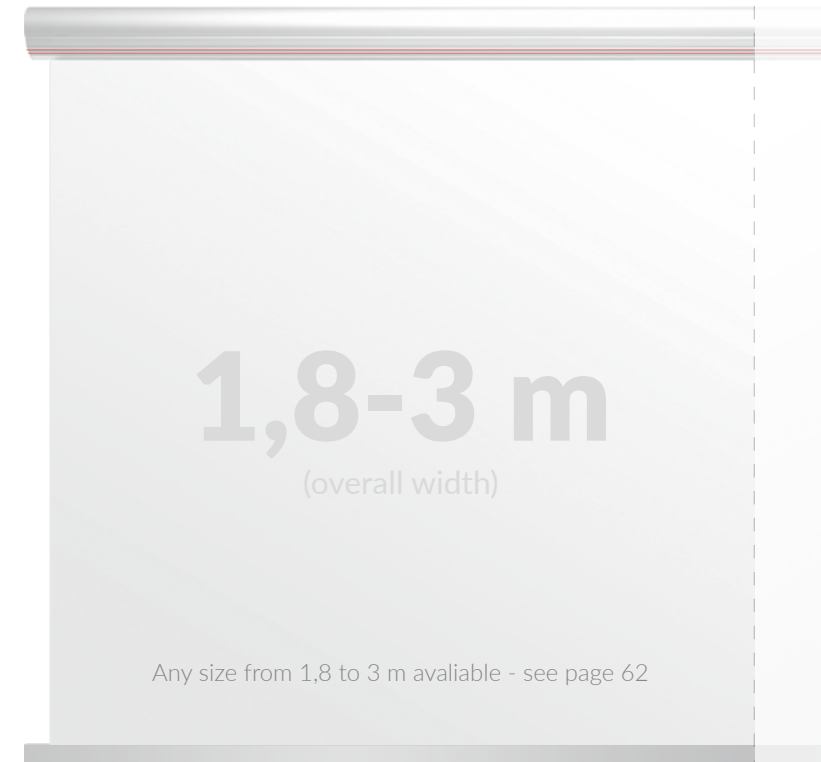 1,8-3 m
(overall width)
Any size from 1,8 to 3 m avaliable - see page 62